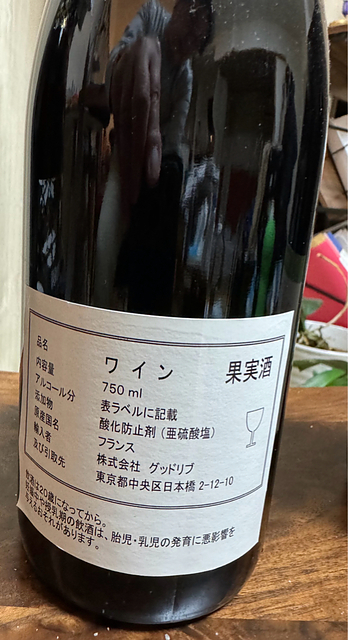 品名 ワイン 果実酒
内容量 750 ml
アルコール分 表ラベルに記載
添加物 酸化防止剤（亜硫酸塩）
原産国名 フランス
輸入者 株式会社 グッドリブ
及び引取先 東京都中央区日本橋 2-12-10
飲酒は20歳になってから。
妊娠中や授乳期の飲酒は、胎児・乳児の発育に悪影響を
与えるおそれがあります。